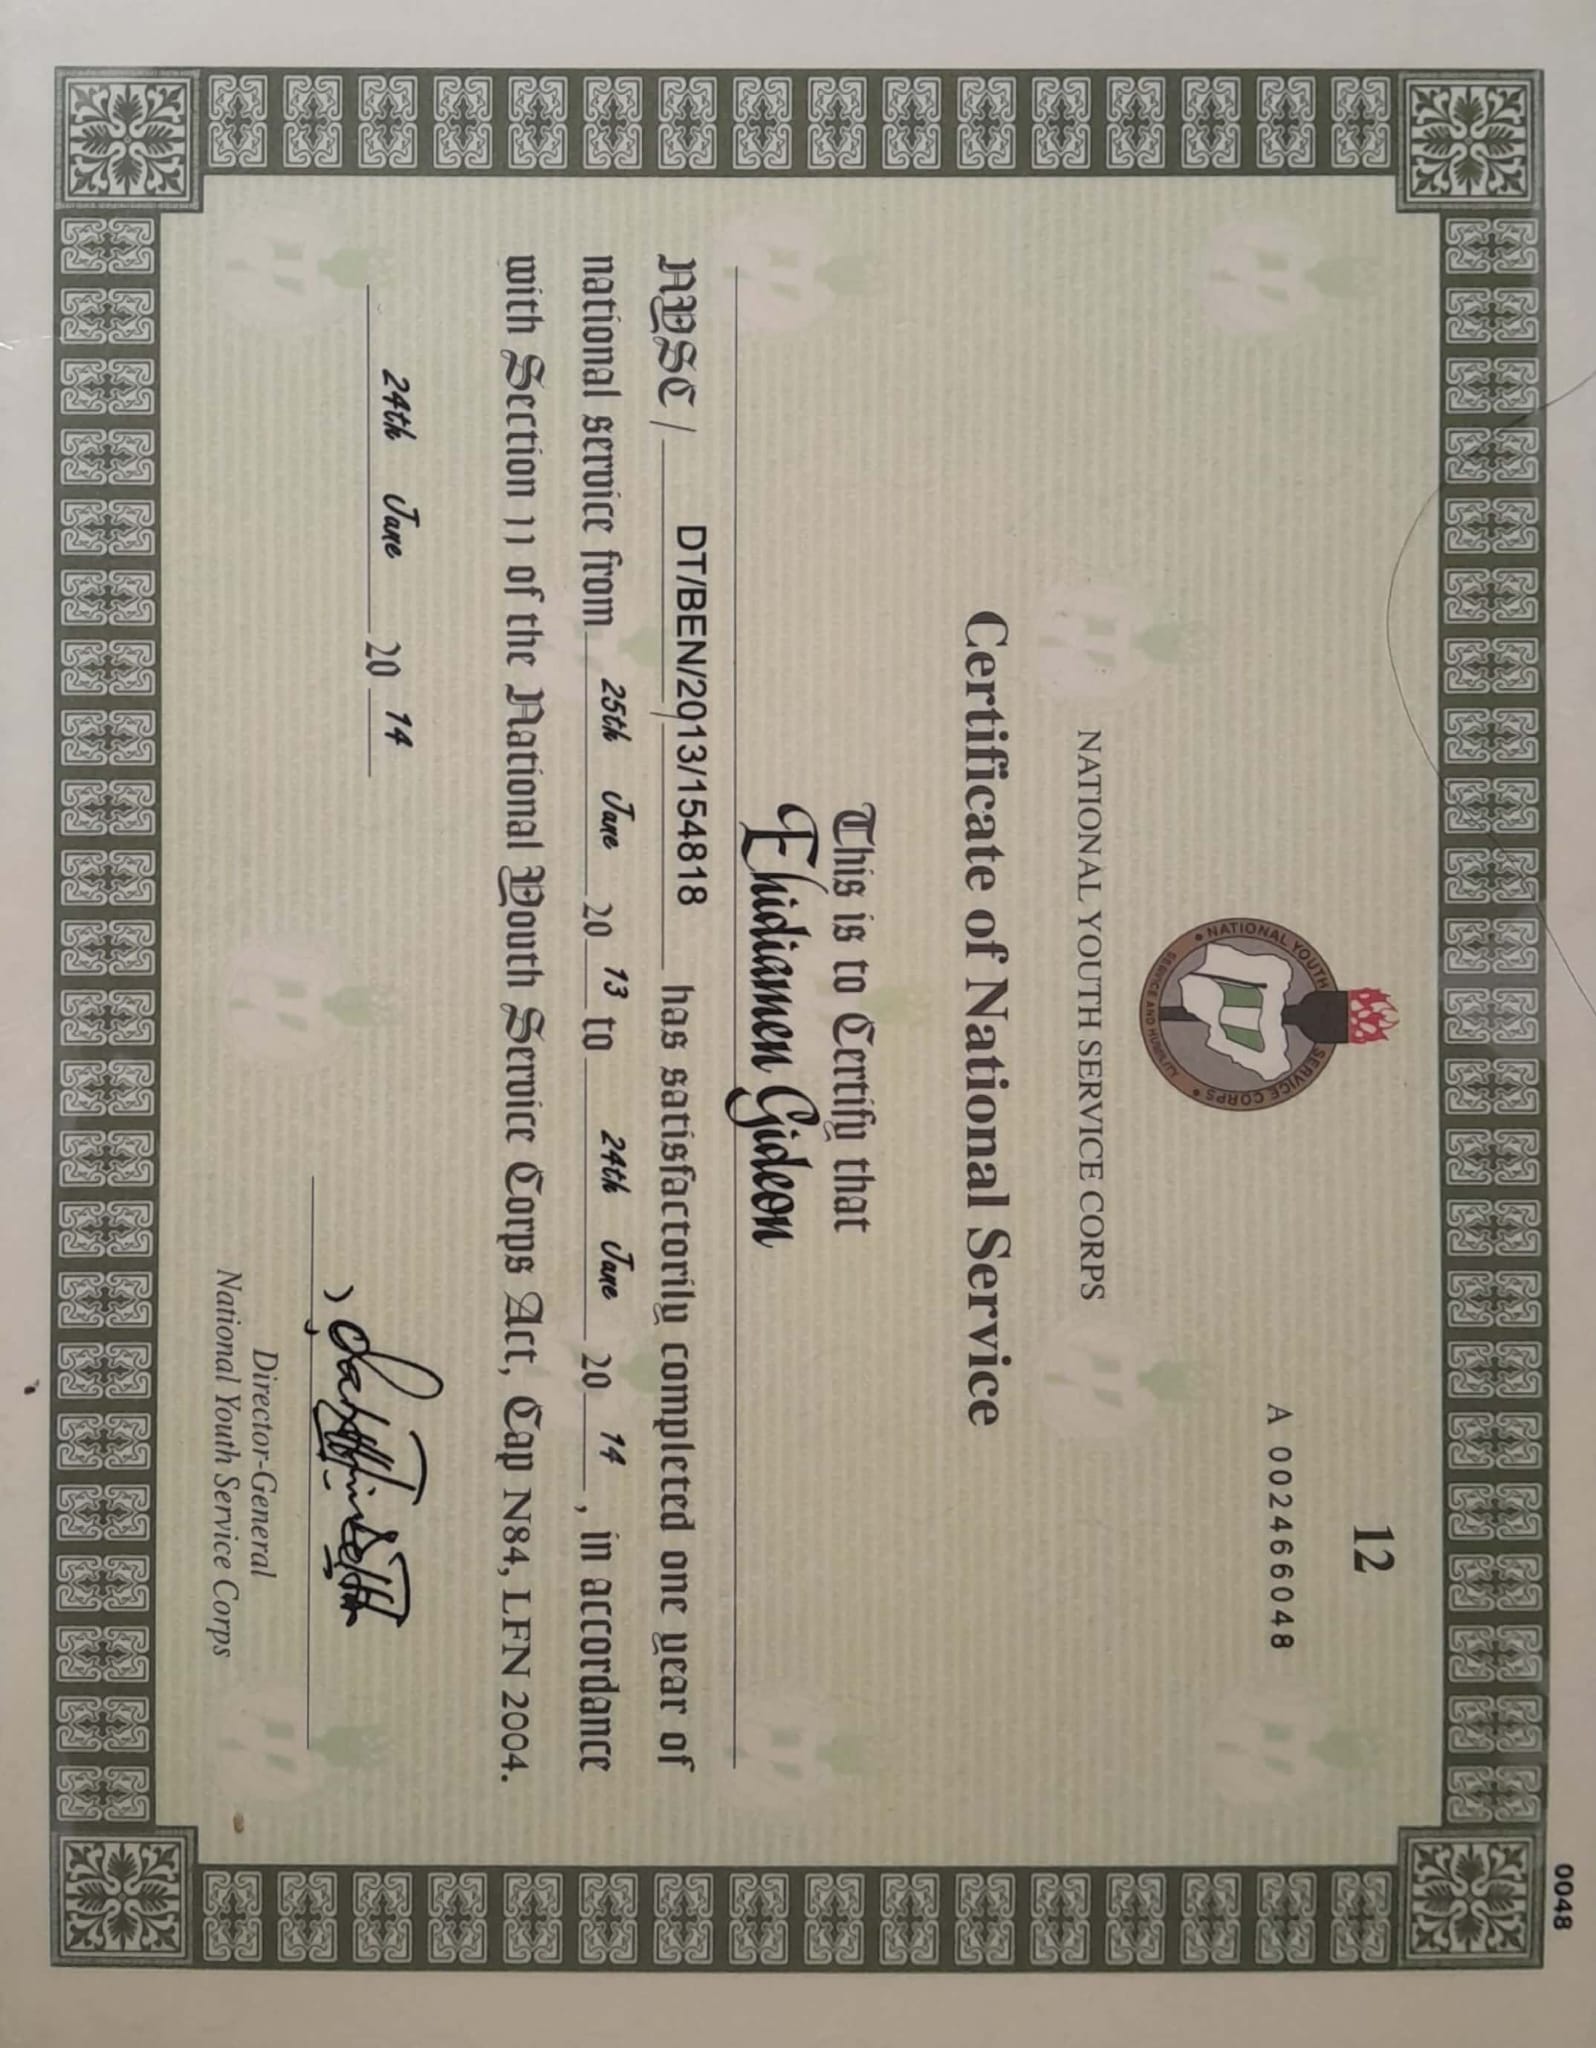 0048
12
A 002466048
NATIONAL YOUTH SERVICE CORPS
SERVICE AND HUMILITY
NATIONAL YOUTH SERVICE CORPS
Certificate of National Service
This is to Certify that
Ehidiamen Gideon
NYSC / DT/BEN/2013/154818 has satisfactorily completed one year of
national service from 25th June 20 13 to 24th June 20 14, in accordance
with Section 11 of the National Youth Service Corps Act, Cap N84, LFN 2004.
24th June 20 14
Director-General
National Youth Service Corps